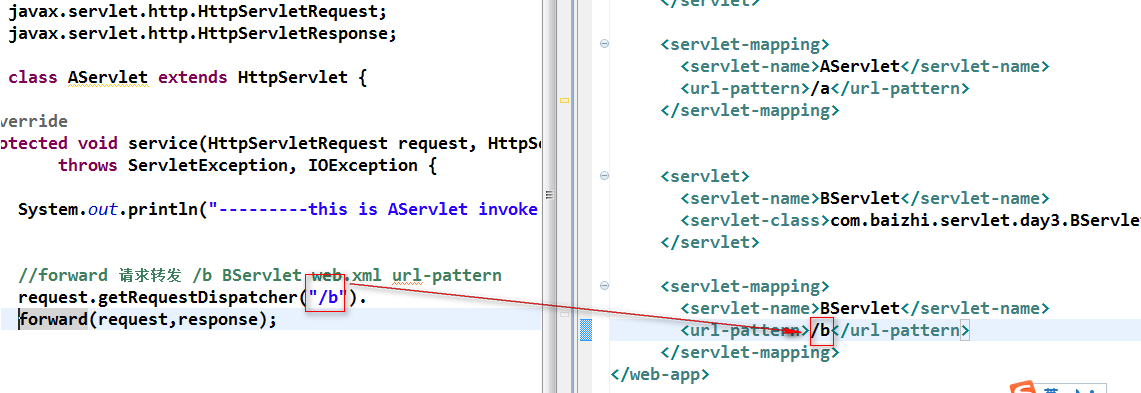 javax.servlet.http.HttpServletRequest;
javax.servlet.http.HttpServletResponse;
class AServlet extends HttpServlet {
verride
otected void service(HttpServletRequest request, HttpSe
throws ServletException, IOException {
System.out.println("---------this is AServlet invoke
//forward 请求转发 /b BServlet web.xml url-pattern
request.getRequestDispatcher("/b").
forward(request,response);
</servlet>
<servlet-mapping>
<servlet-name>AServlet</servlet-name>
<url-pattern>/a</url-pattern>
</servlet-mapping>
<servlet>
<servlet-name>BServlet</servlet-name>
<servlet-class>com.baizhi.servlet.day3.BServlet
</servlet>
<servlet-mapping>
<servlet-name>BServlet</servlet-name>
<url-pattern>/b</url-pattern>
</servlet-mapping>
</web-app>